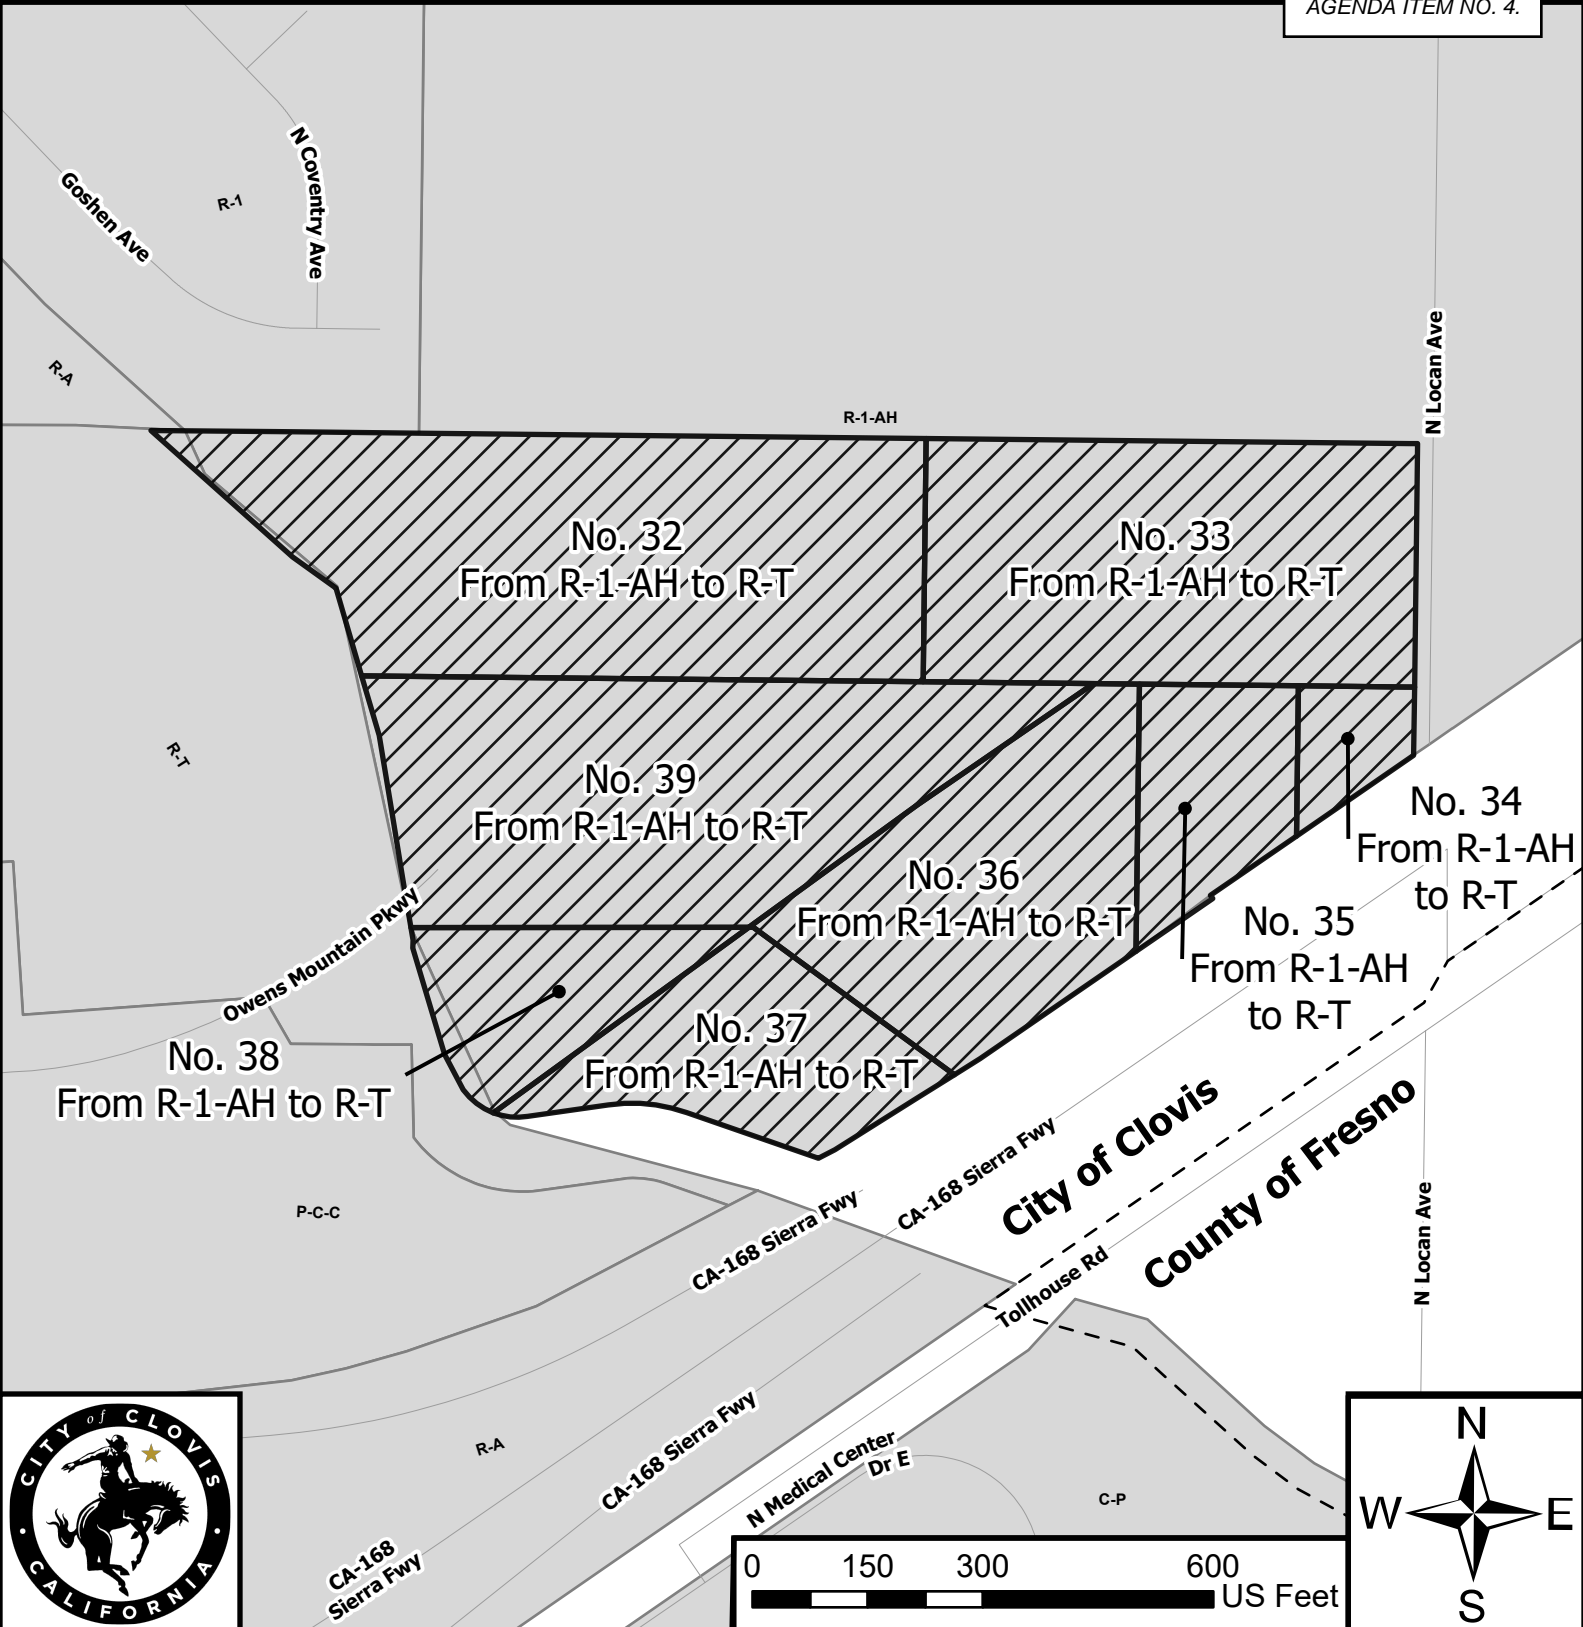 AGENDA ITEM NO. 4.
N Coventry Ave
Goshen Ave
R-1
N Locan Ave
R-A
R-1-AH
No. 32
From R-1-AH to R-T
No. 33
From R-1-AH to R-T
R-T
No. 39
From R-1-AH to R-T
No. 34
From R-1-AH
to R-T
No. 36
From R-1-AH to R-T
No. 35
From R-1-AH
to R-T
Owens Mountain Pkwy
No. 37
From R-1-AH to R-T
No. 38
From R-1-AH to R-T
City of Clovis
County of Fresno
CA-168 Sierra Fwy
CA-168 Sierra Fwy
P-C-C
N Locan Ave
Tollhouse Rd
CA-168 Sierra Fwy
R-A
N Medical Center
Dr E
C-P
CA-168
Sierra Fwy
CITY of CLOVIS
CALIFORNIA
0 150 300 600
US Feet
N
W E
S